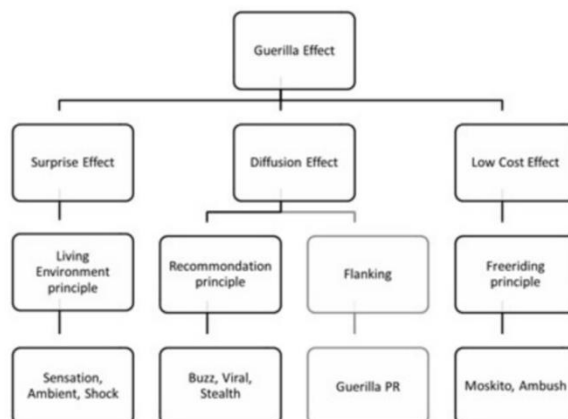 Guerilla Effect
Surprise Effect
Diffusion Effect
Low Cost Effect
Living
Environment
principle
Recommondation
principle
Flanking
Freeriding
principle
Sensation,
Ambient, Shock
Buzz, Viral,
Stealth
Guerilla PR
Moskito, Ambush